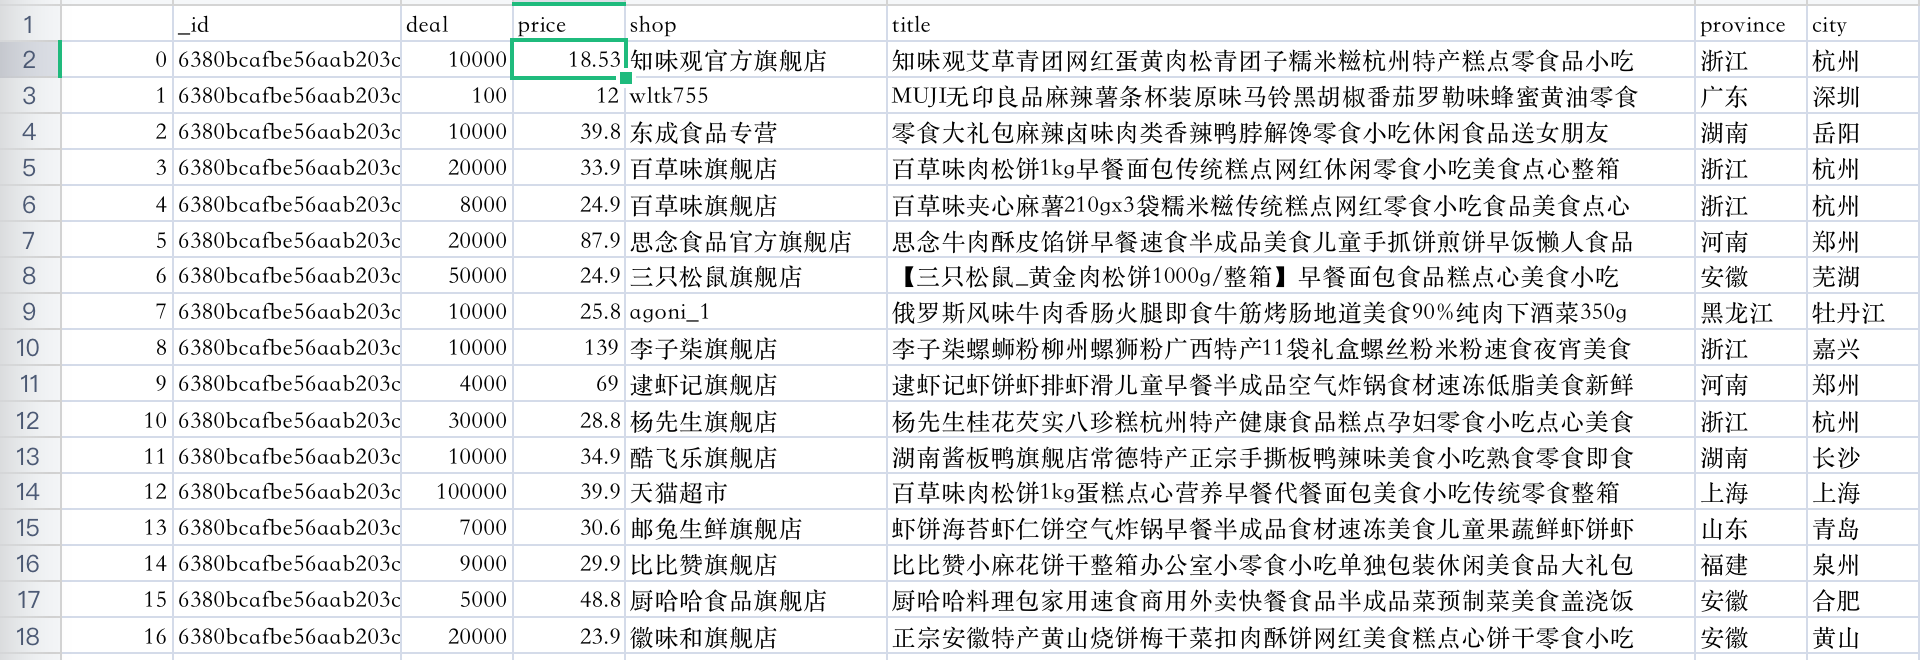 1 _id deal price shop title province city
2 0 6380bcafbe56aab203c 10000 18.53 知味观官方旗舰店 知味观艾草青团网红蛋黄肉松青团子糯米糍杭州特产糕点零食品小吃 浙江 杭州
3 1 6380bcafbe56aab203c 100 12 wltk755 MUJI无印良品麻辣薯条杯装原味马铃黑胡椒番茄罗勒味蜂蜜黄油零食 广东 深圳
4 2 6380bcafbe56aab203c 10000 39.8 东成食品专营 零食大礼包麻辣卤味肉类香辣鸭脖解馋零食小吃休闲食品送女朋友 湖南 岳阳
5 3 6380bcafbe56aab203c 20000 33.9 百草味旗舰店 百草味肉松饼1kg早餐面包传统糕点网红休闲零食小吃美食点心整箱 浙江 杭州
6 4 6380bcafbe56aab203c 8000 24.9 百草味旗舰店 百草味夹心麻薯210gx3袋糯米糍传统糕点网红零食小吃食品美食点心 浙江 杭州
7 5 6380bcafbe56aab203c 20000 87.9 思念食品官方旗舰店 思念牛肉酥皮馅饼早餐速食半成品美食儿童手抓饼煎饼早饭懒人食品 河南 郑州
8 6 6380bcafbe56aab203c 50000 24.9 三只松鼠旗舰店 【三只松鼠_黄金肉松饼1000g/整箱】早餐面包食品糕点心美食小吃 安徽 芜湖
9 7 6380bcafbe56aab203c 10000 25.8 agoni_1 俄罗斯风味牛肉香肠火腿即食牛筋烤肠地道美食90%纯肉下酒菜350g 黑龙江 牡丹江
10 8 6380bcafbe56aab203c 10000 139 李子柒旗舰店 李子柒螺蛳粉柳州螺狮粉广西特产11袋礼盒螺丝粉米粉速食夜宵美食 浙江 嘉兴
11 9 6380bcafbe56aab203c 4000 69 逮虾记旗舰店 逮虾记虾饼虾排虾滑儿童早餐半成品空气炸锅食材速冻低脂美食新鲜 河南 郑州
12 10 6380bcafbe56aab203c 30000 28.8 杨先生旗舰店 杨先生桂花芡实八珍糕杭州特产健康食品糕点孕妇零食小吃点心美食 浙江 杭州
13 11 6380bcafbe56aab203c 10000 34.9 酷飞乐旗舰店 湖南酱板鸭旗舰店常德特产正宗手撕板鸭辣味美食小吃熟食零食即食 湖南 长沙
14 12 6380bcafbe56aab203c 100000 39.9 天猫超市 百草味肉松饼1kg蛋糕点心营养早餐代餐面包美食小吃传统零食整箱 上海 上海
15 13 6380bcafbe56aab203c 7000 30.6 邮兔生鲜旗舰店 虾饼海苔虾仁饼空气炸锅早餐半成品食材速冻美食儿童果蔬鲜虾饼虾 山东 青岛
16 14 6380bcafbe56aab203c 9000 29.9 比比赞旗舰店 比比赞小麻花饼干整箱办公室小零食小吃单独包装休闲美食品大礼包 福建 泉州
17 15 6380bcafbe56aab203c 5000 48.8 厨哈哈食品旗舰店 厨哈哈料理包家用速食商用外卖快餐食品半成品菜预制菜美食盖浇饭 安徽 合肥
18 16 6380bcafbe56aab203c 20000 23.9 徽味和旗舰店 正宗安徽特产黄山烧饼梅干菜扣肉酥饼网红美食糕点心饼干零食小吃 安徽 黄山